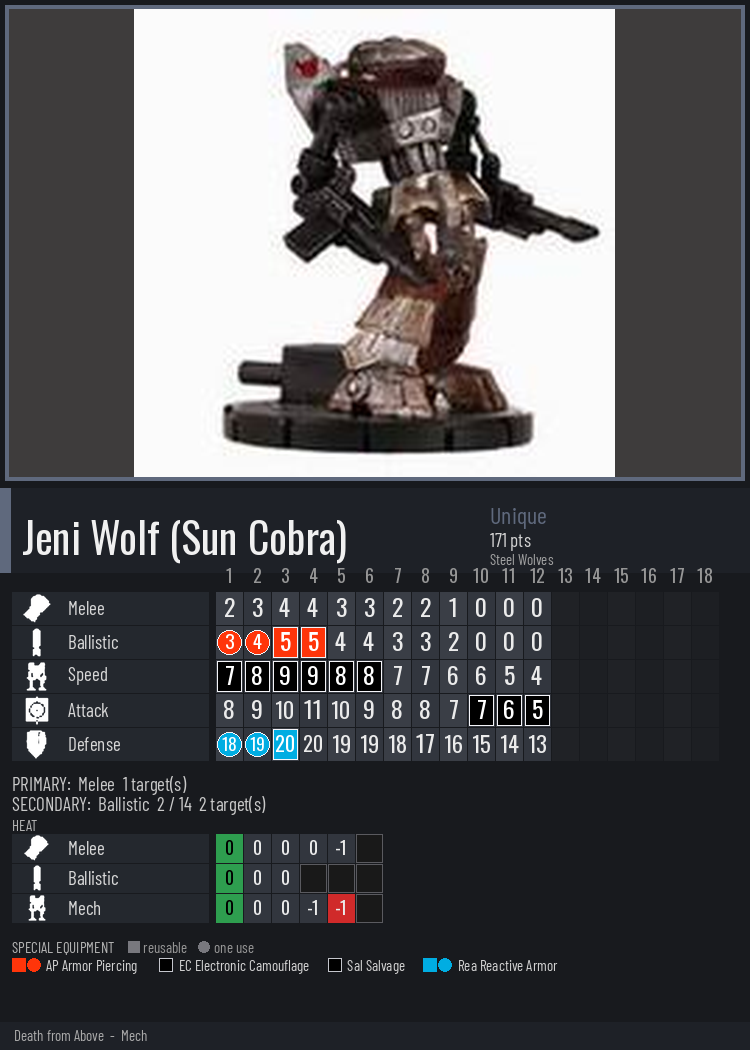 Jeni Wolf (Sun Cobra)
Unique
171 pts
Steel Wolves
1 2 3 4 5 6 7 8 9 10 11 12 13 14 15 16 17 18
Melee 2 3 4 4 3 3 2 2 1 0 0 0
Ballistic 3 4 5 5 4 4 3 3 2 0 0 0
Speed 7 8 9 9 8 8 7 7 6 6 5 4
Attack 8 9 10 11 10 9 8 8 7 7 6 5
Defense 18 19 20 20 19 19 18 17 16 15 14 13
PRIMARY: Melee 1 target(s)
SECONDARY: Ballistic 2 / 14 2 target(s)
HEAT
Melee 0 0 0 0 -1
Ballistic 0 0 0
Mech 0 0 0 -1 -1
SPECIAL EQUIPMENT reusable one use
AP Armor Piercing EC Electronic Camouflage Sal Salvage Rea Reactive Armor
Death from Above - Mech